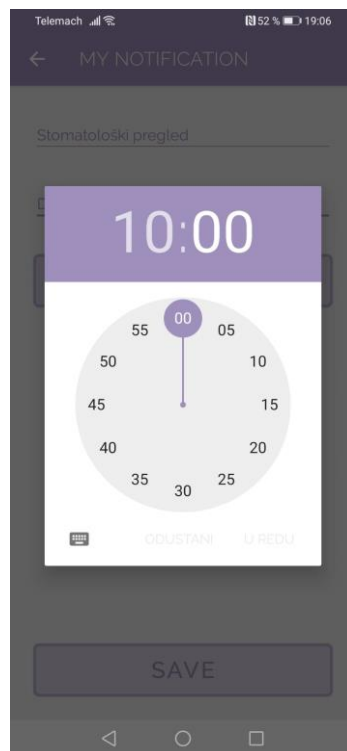 Telemach 52 % 19:06
MY NOTIFICATION
Stomatološki pregled
D
10:00
00
55 05
50 10
45 15
40 20
35 25
30
ODUSTANI U REDU
SAVE